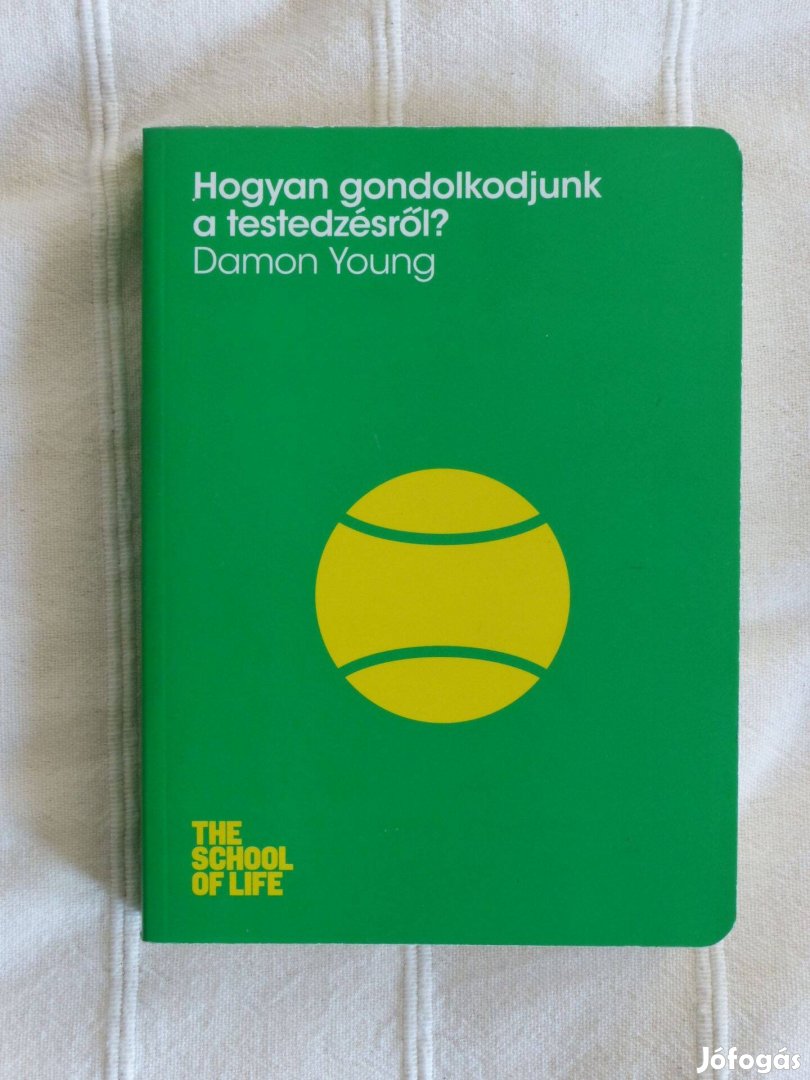 Hogyan gondolkodjunk
a testedzésről?
Damon Young
THE
SCHOOL
OF LIFE
Jófogás